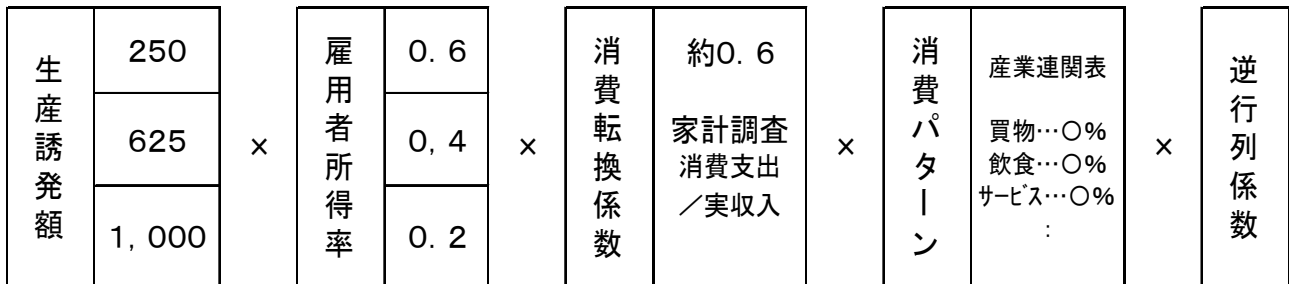 生産誘発額
250
625
1,000
×
雇用者所得率
0.6
0,4
0.2
×
消費転換係数
約0.6
家計調査
消費支出
／実収入
×
消費パターン
産業連関表
買物…〇%
飲食…〇%
サービス…〇%
:
×
逆行列係数